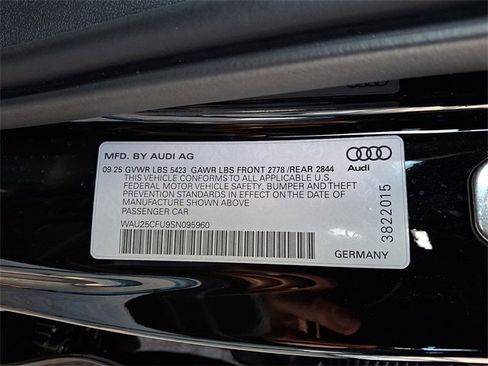 MFD. BY AUDI AG
Audi
09 25 GVWR LBS 5423 GAWR LBS FRONT 2778 /REAR 2844
THIS VEHICLE CONFORMS TO ALL APPLICABLE U.S.
FEDERAL MOTOR VEHICLE SAFETY, BUMPER AND THEFT
PREVENTION STANDARDS IN EFFECT ON THE DATE OF
MANUFACTURE SHOWN ABOVE
PASSENGER CAR
WAU25CFU9SN095960
3822015
GERMANY